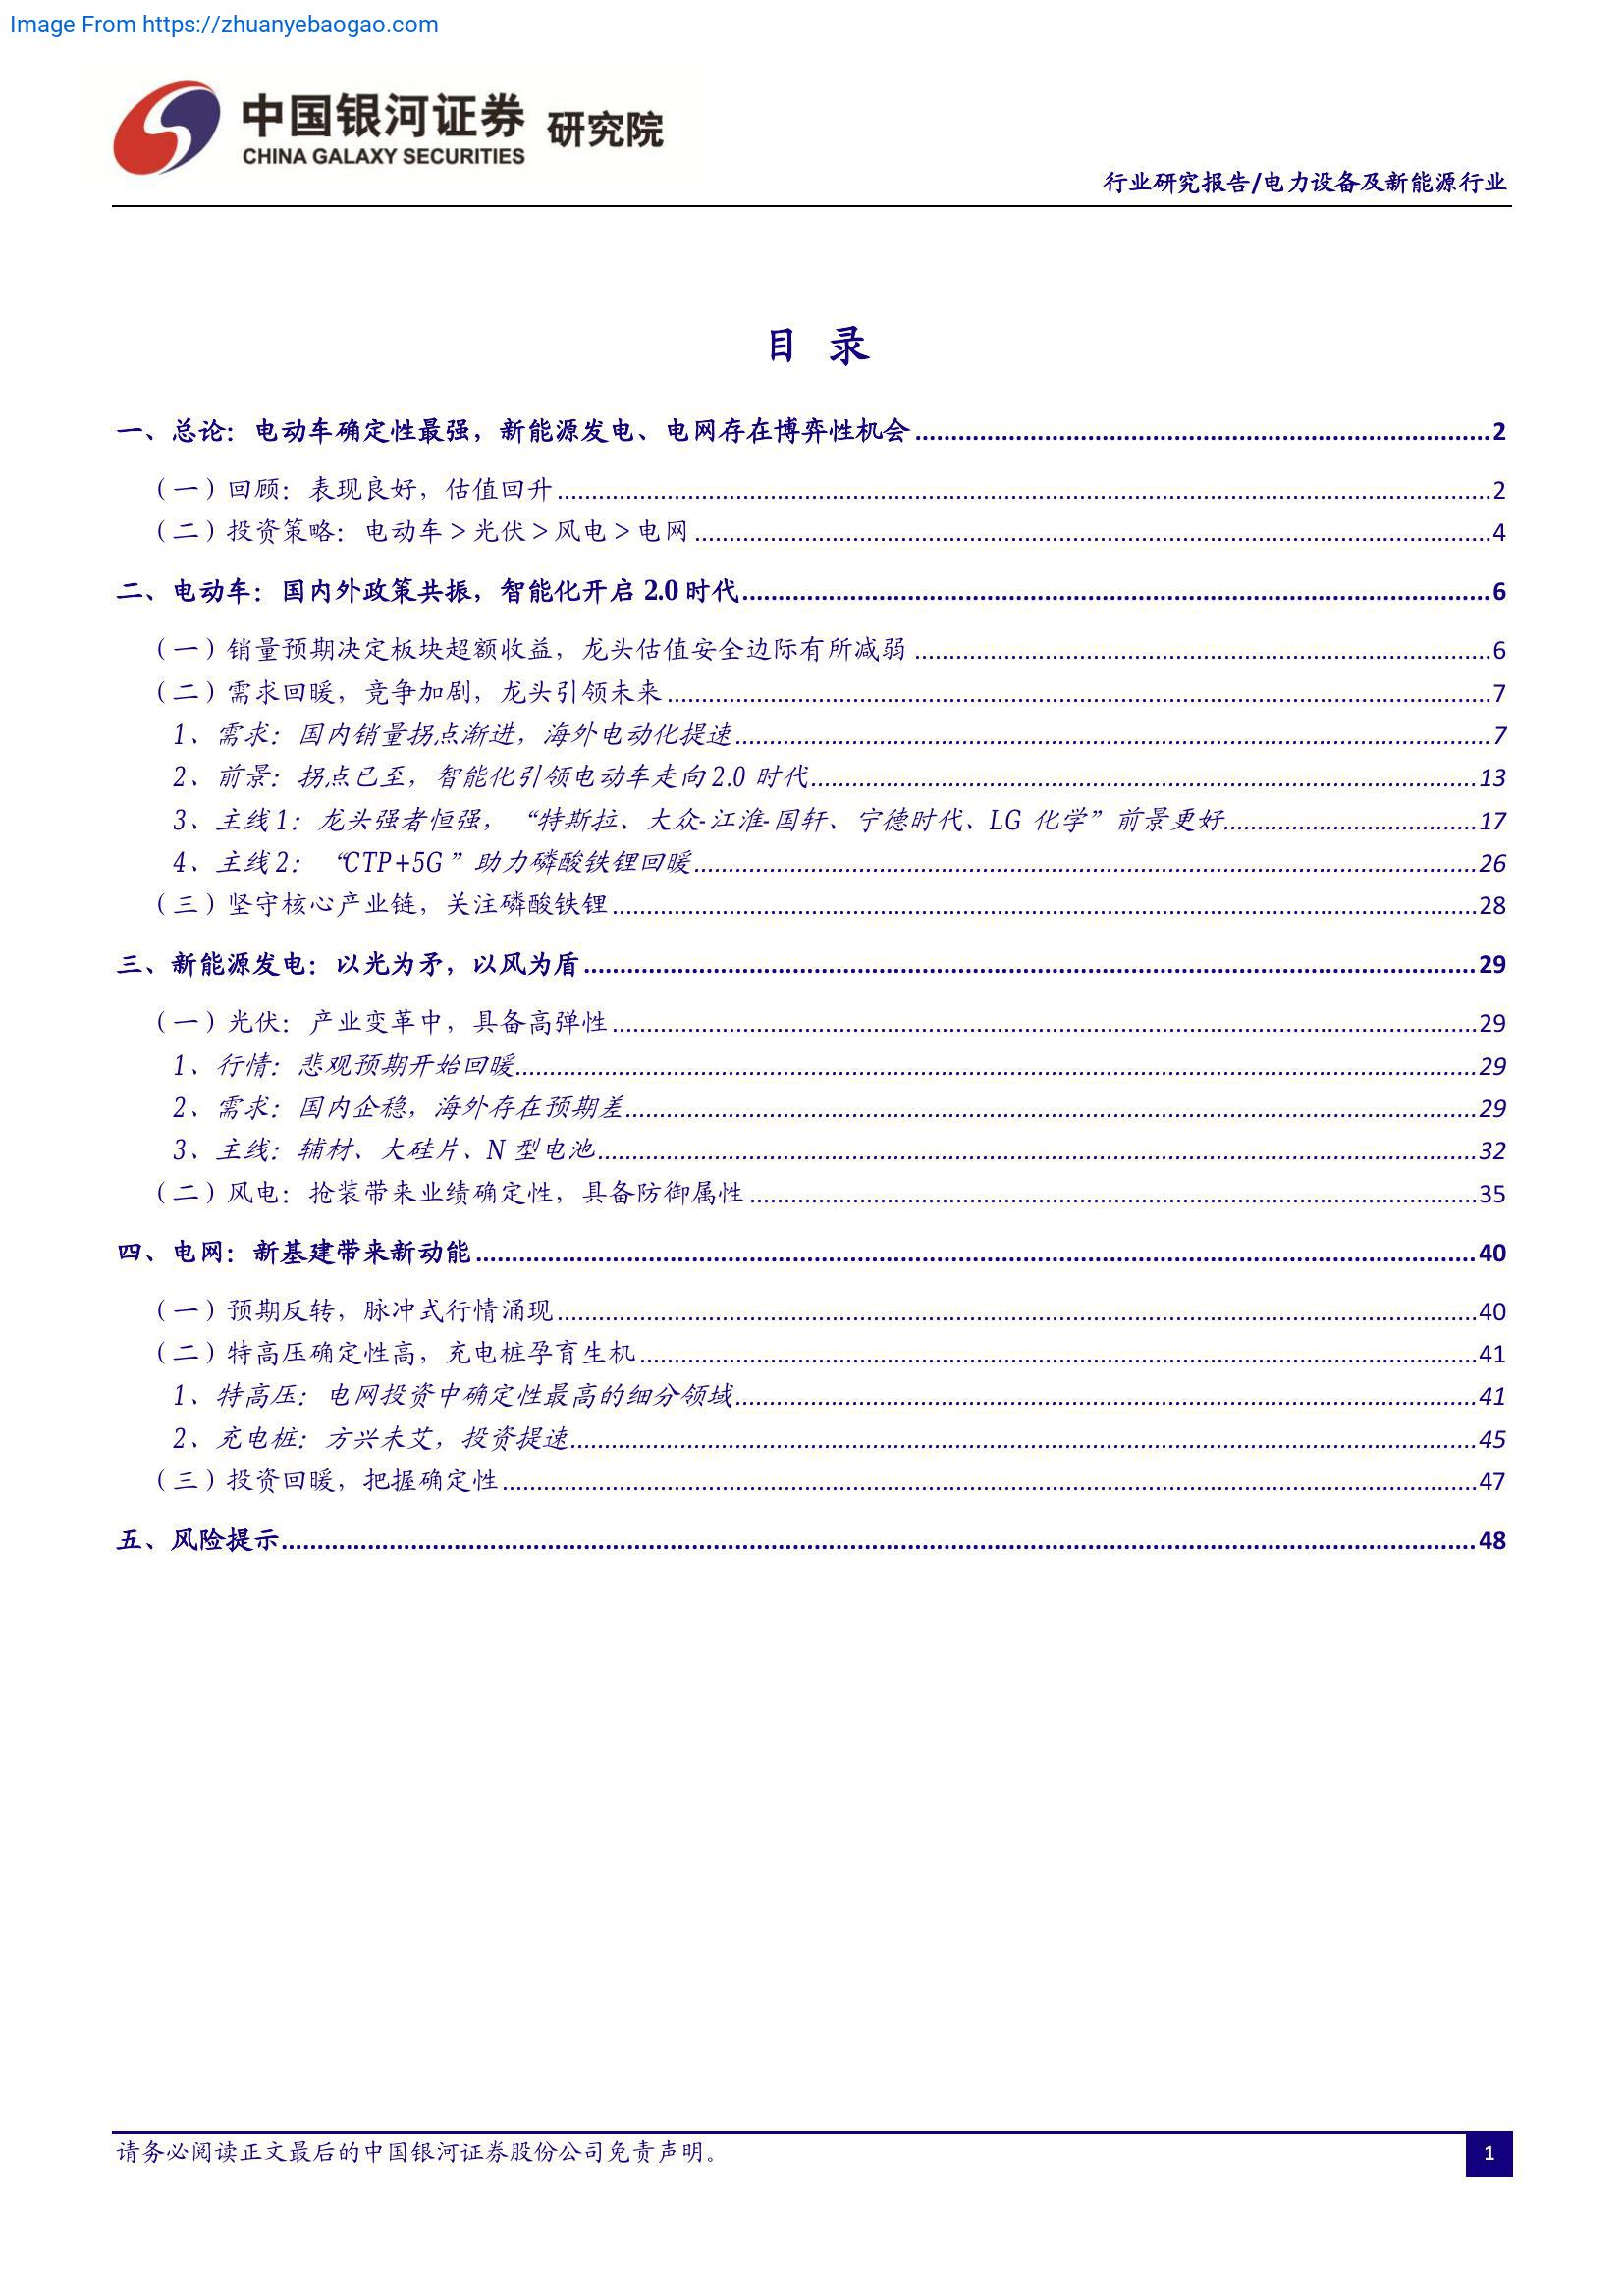 Image From https://zhuanyebaogao.com
中国银河证券 研究院
CHINA GALAXY SECURITIES
行业研究报告/电力设备及新能源行业
目 录
一、总论：电动车确定性最强，新能源发电、电网存在博弈性机会........................2
（一）回顾：表现良好，估值回升........................2
（二）投资策略：电动车＞光伏＞风电＞电网........................4
二、电动车：国内外政策共振，智能化开启 2.0 时代........................6
（一）销量预期决定板块超额收益，龙头估值安全边际有所减弱........................6
（二）需求回暖，竞争加剧，龙头引领未来........................7
1、需求：国内销量拐点渐进，海外电动化提速........................7
2、前景：拐点已至，智能化引领电动车走向 2.0 时代........................13
3、主线 1：龙头强者恒强，“特斯拉、大众-江淮-国轩、宁德时代、LG 化学”前景更好........................17
4、主线 2：“CTP+5G”助力磷酸铁锂回暖........................26
（三）坚守核心产业链，关注磷酸铁锂........................28
三、新能源发电：以光为矛，以风为盾........................29
（一）光伏：产业变革中，具备高弹性........................29
1、行情：悲观预期开始回暖........................29
2、需求：国内企稳，海外存在预期差........................29
3、主线：辅材、大硅片、N 型电池........................32
（二）风电：抢装带来业绩确定性，具备防御属性........................35
四、电网：新基建带来新动能........................40
（一）预期反转，脉冲式行情涌现........................40
（二）特高压确定性高，充电桩孕育生机........................41
1、特高压：电网投资中确定性最高的细分领域........................41
2、充电桩：方兴未艾，投资提速........................45
（三）投资回暖，把握确定性........................47
五、风险提示........................48
请务必阅读正文最后的中国银河证券股份公司免责声明。
1